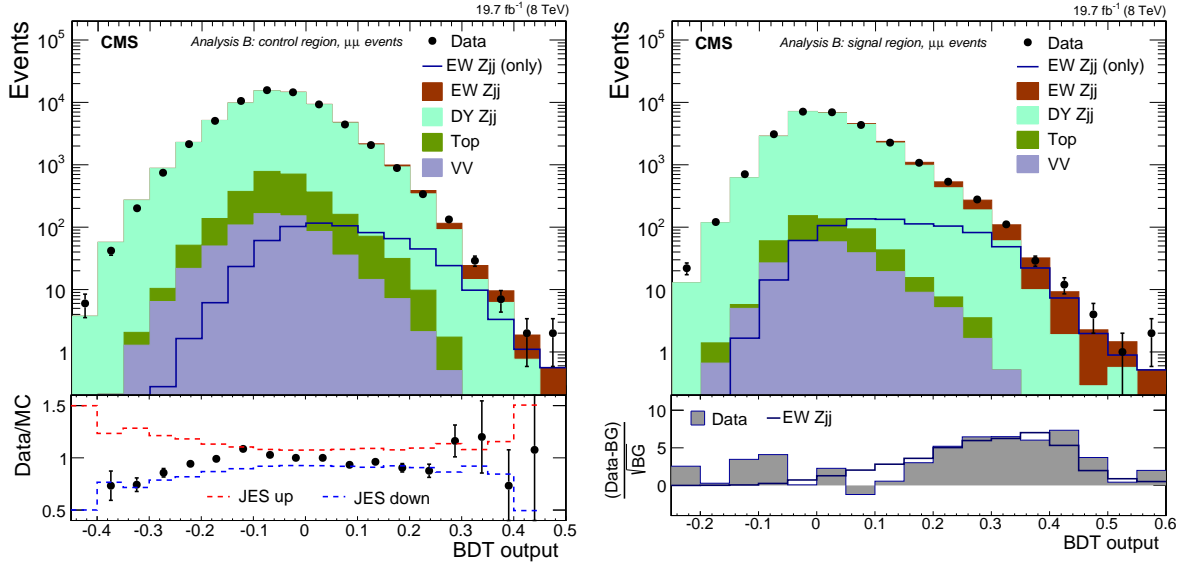 19.7 fb⁻¹ (8 TeV)
CMS
Analysis B: control region, μμ events
Data
EW Zjj (only)
EW Zjj
DY Zjj
Top
VV
Events
10⁵
10⁴
10³
10²
10
1
Data/MC
1.5
1
0.5
JES up
JES down
-0.4 -0.3 -0.2 -0.1 0 0.1 0.2 0.3 0.4 0.5
BDT output
19.7 fb⁻¹ (8 TeV)
CMS
Analysis B: signal region, μμ events
Data
EW Zjj (only)
EW Zjj
DY Zjj
Top
VV
Events
10⁵
10⁴
10³
10²
10
1
(Data-BG)
√BG
10
5
0
Data
EW Zjj
-0.2 -0.1 0 0.1 0.2 0.3 0.4 0.5 0.6
BDT output